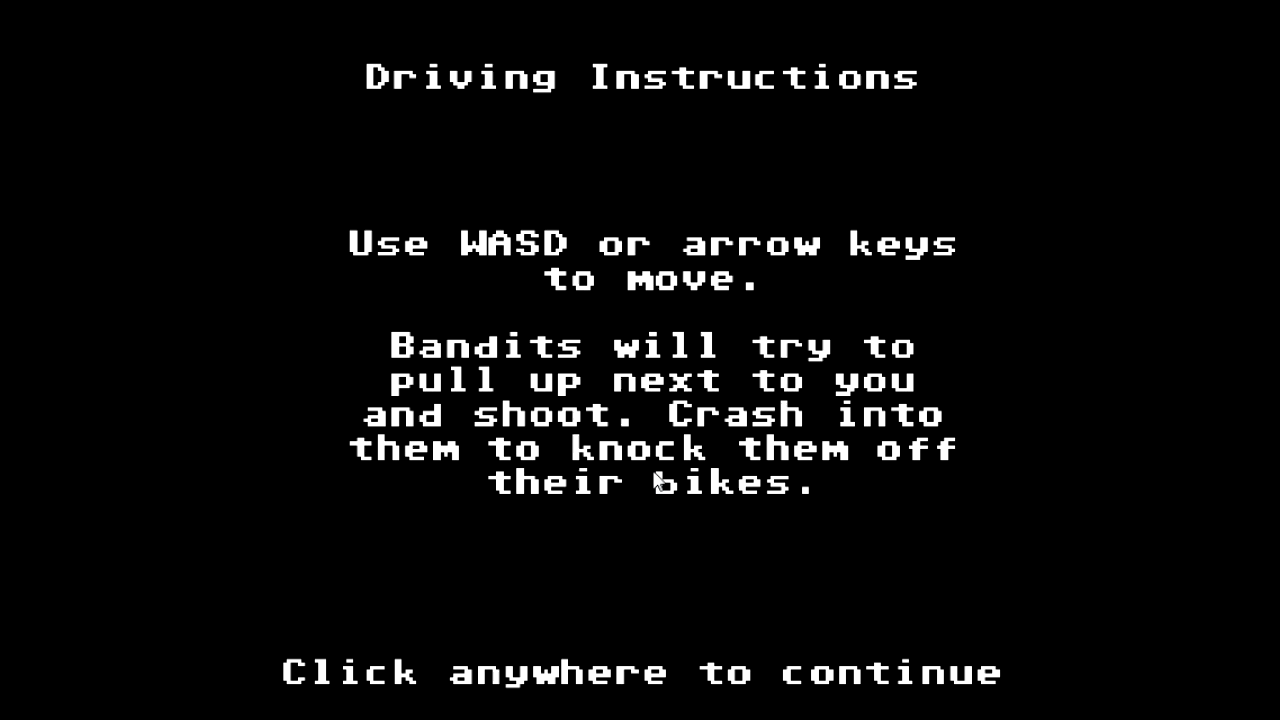 Driving Instructions
Use WASD or arrow keys
to move.
Bandits will try to
pull up next to you
and shoot. Crash into
them to knock them off
their bikes.
Click anywhere to continue